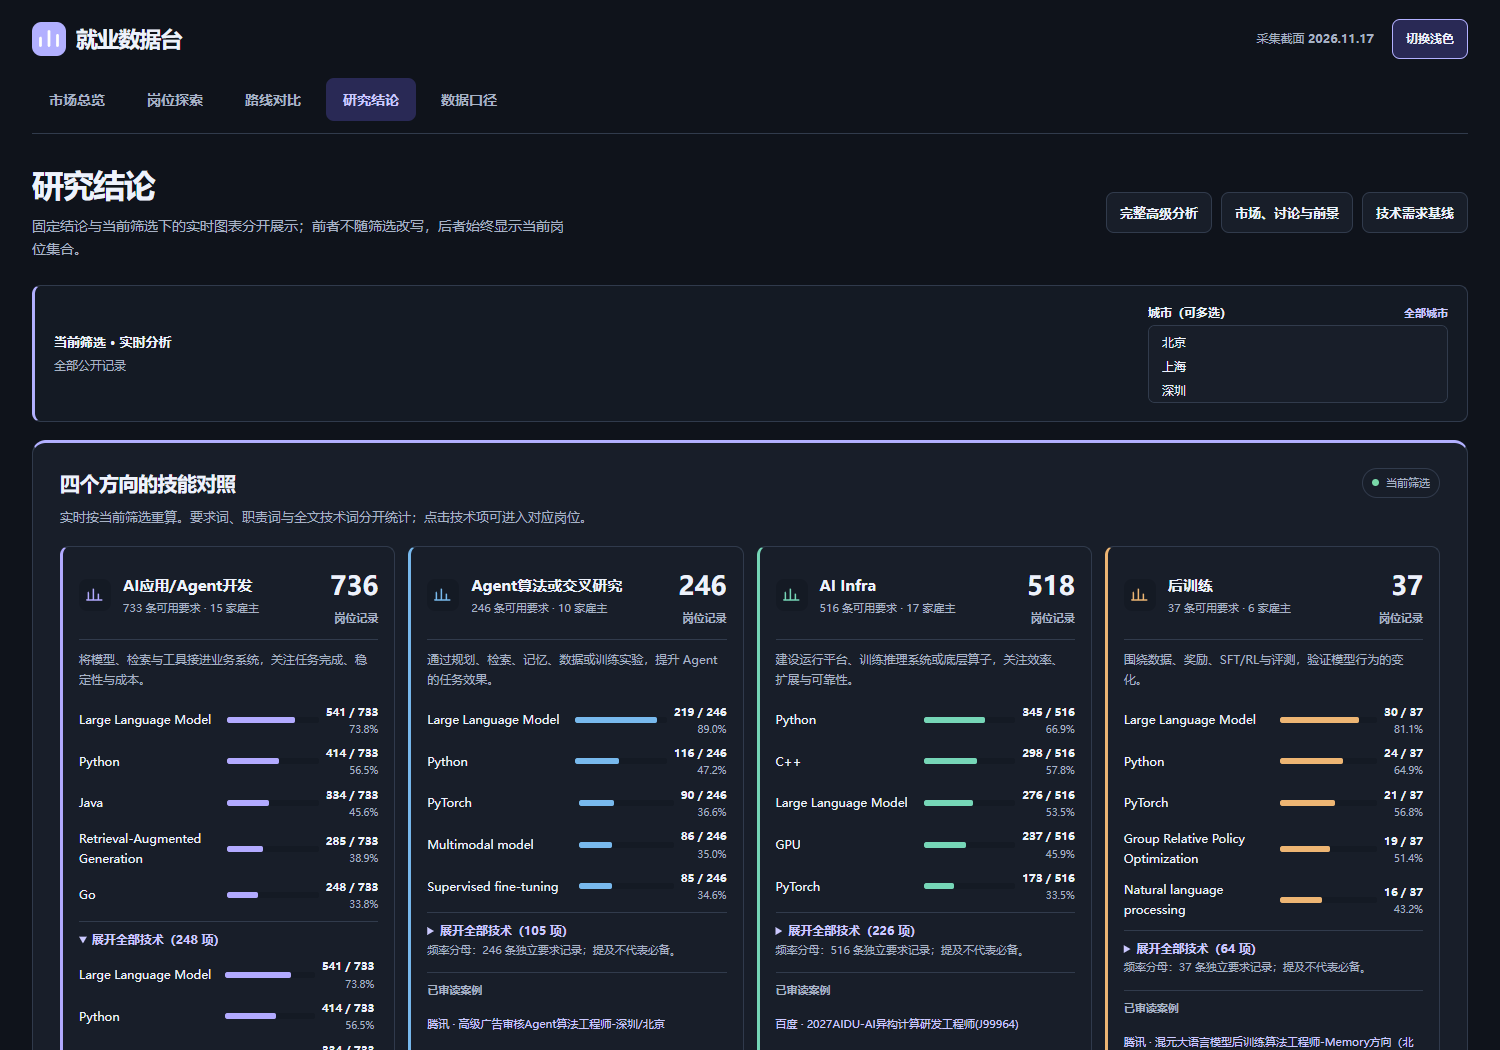 就业数据台
采集截面 2026.11.17
切换浅色
市场总览
岗位探索
路线对比
研究结论
数据口径
研究结论
固定结论与当前筛选下的实时图表分开展示；前者不随筛选改写，后者始终显示当前岗
位集合。
完整高级分析
市场、讨论与前景
技术需求基线
当前筛选 • 实时分析
全部公开记录
城市（可多选）
全部城市
北京
上海
深圳
四个方向的技能对照
当前筛选
实时按当前筛选重算。要求词、职责词与全文技术词分开统计；点击技术项可进入对应岗位。
AI应用/Agent开发
733 条可用要求 · 15 家雇主
736
岗位记录
将模型、检索与工具接进业务系统，关注任务完成、稳
定性与成本。
Large Language Model
541 / 733
73.8%
Python
414 / 733
56.5%
Java
334 / 733
45.6%
Retrieval-Augmented
Generation
285 / 733
38.9%
Go
248 / 733
33.8%
▼ 展开全部技术（248 项）
Large Language Model
541 / 733
73.8%
Python
414 / 733
56.5%
334 / 733
Agent算法或交叉研究
246 条可用要求 · 10 家雇主
246
岗位记录
通过规划、检索、记忆、数据或训练实验，提升 Agent
的任务效果。
Large Language Model
219 / 246
89.0%
Python
116 / 246
47.2%
PyTorch
90 / 246
36.6%
Multimodal model
86 / 246
35.0%
Supervised fine-tuning
85 / 246
34.6%
▶ 展开全部技术（105 项）
频率分母：246 条独立要求记录；提及不代表必备。
已审读案例
腾讯 · 高级广告审核Agent算法工程师-深圳/北京
AI Infra
516 条可用要求 · 17 家雇主
518
岗位记录
建设运行平台、训练推理系统或底层算子，关注效率、
扩展与可靠性。
Python
345 / 516
66.9%
C++
298 / 516
57.8%
Large Language Model
276 / 516
53.5%
GPU
237 / 516
45.9%
PyTorch
173 / 516
33.5%
▶ 展开全部技术（226 项）
频率分母：516 条独立要求记录；提及不代表必备。
已审读案例
百度 · 2027AIDU-AI异构计算研发工程师(J99964)
后训练
37 条可用要求 · 6 家雇主
37
岗位记录
围绕数据、奖励、SFT/RL与评测，验证模型行为的变
化。
Large Language Model
30 / 37
81.1%
Python
24 / 37
64.9%
PyTorch
21 / 37
56.8%
Group Relative Policy
Optimization
19 / 37
51.4%
Natural language
processing
16 / 37
43.2%
▶ 展开全部技术（64 项）
频率分母：37 条独立要求记录；提及不代表必备。
已审读案例
腾讯 · 混元大语言模型后训练算法工程师-Memory方向（北